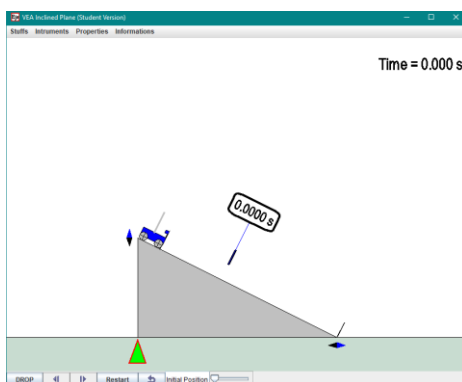 VEA Inclined Plane (Student Version)
Stuffs Intruments Properties Informations
Time = 0.000 s
0.0000 s
DROP Restart Initial Position